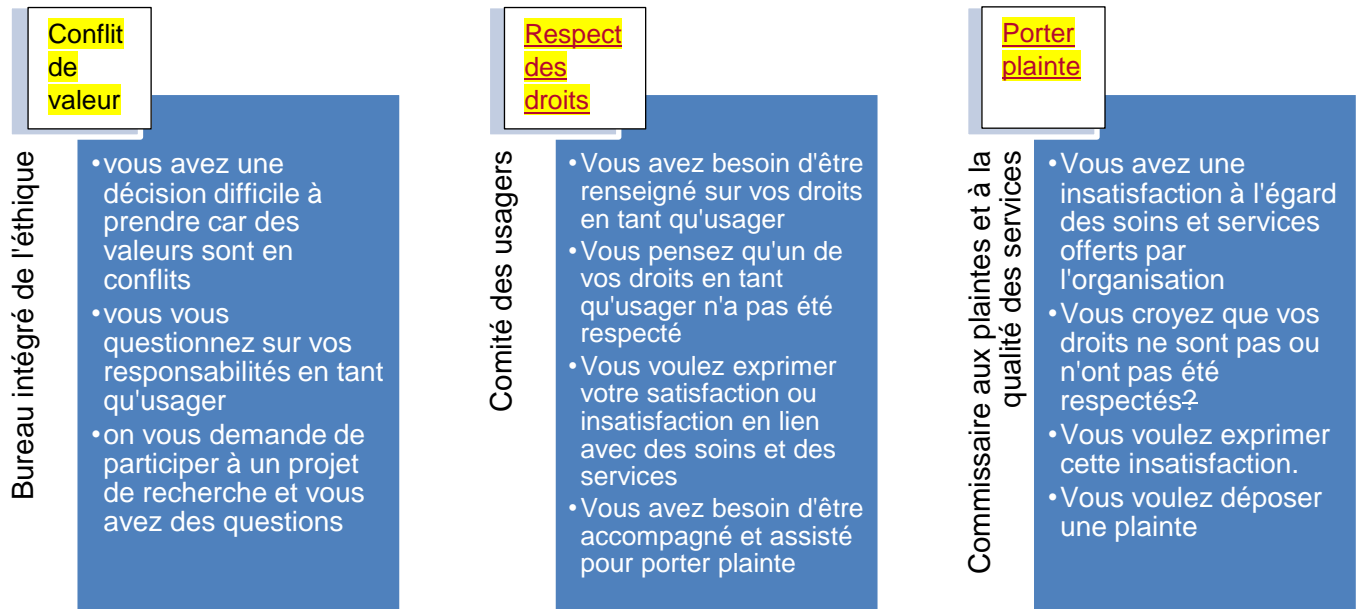 Conflit
de
valeur
Bureau intégré de l'éthique
•vous avez une
décision difficile à
prendre car des
valeurs sont en
conflits
•vous vous
questionnez sur vos
responsabilités en tant
qu'usager
•on vous demande de
participer à un projet
de recherche et vous
avez des questions
Respect
des
droits
Comité des usagers
•Vous avez besoin d'être
renseigné sur vos droits
en tant qu'usager
•Vous pensez qu'un de
vos droits en tant
qu'usager n'a pas été
respecté
•Vous voulez exprimer
votre satisfaction ou
insatisfaction en lien
avec des soins et des
services
•Vous avez besoin d'être
accompagné et assisté
pour porter plainte
Porter
plainte
Commissaire aux plaintes et à la
qualité des services
•Vous avez une
insatisfaction à l'égard
des soins et services
offerts par
l'organisation
•Vous croyez que vos
droits ne sont pas ou
n'ont pas été
respectés?
•Vous voulez exprimer
cette insatisfaction.
•Vous voulez déposer
une plainte